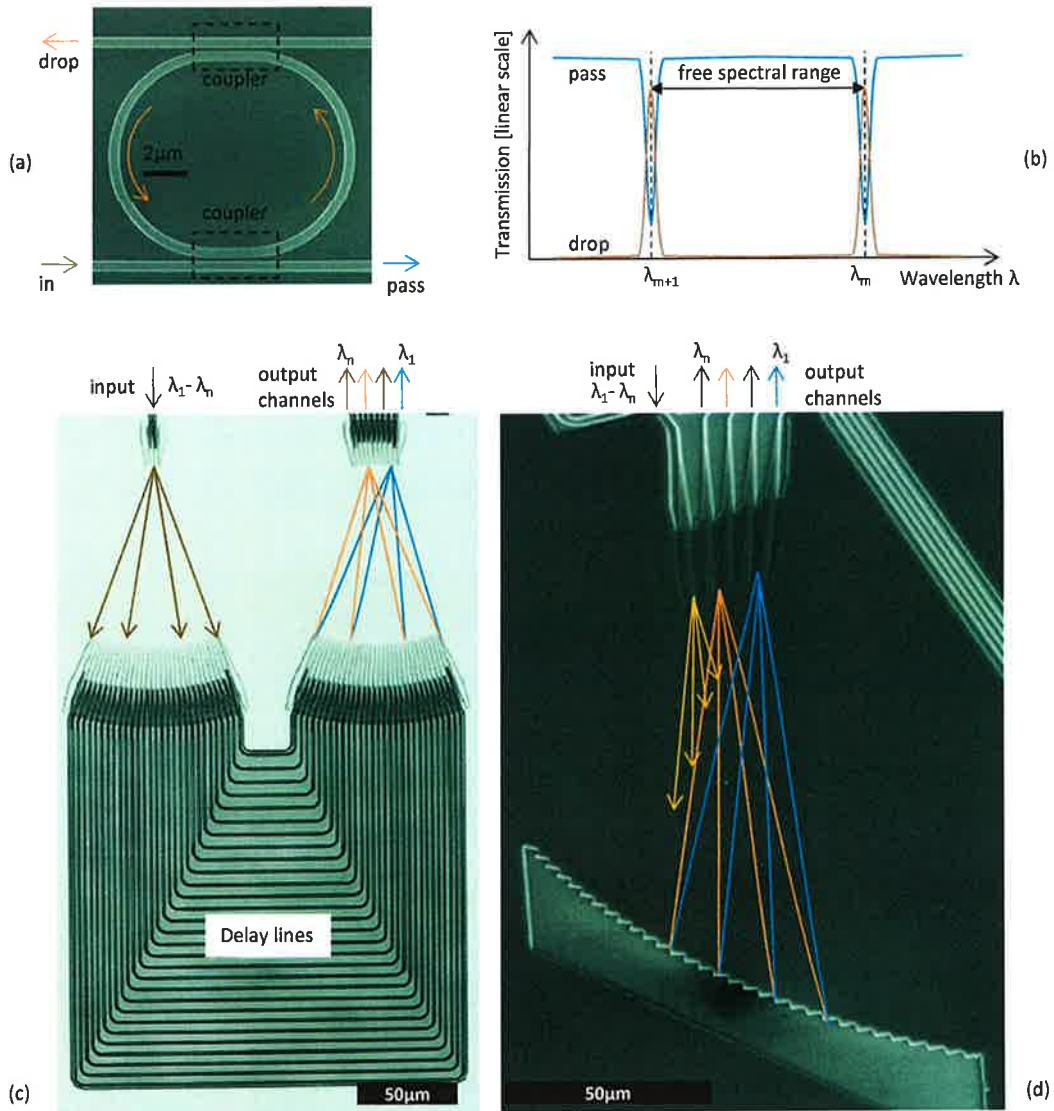 drop
coupler
2μm
coupler
in
pass
(a)
Transmission [linear scale]
pass
free spectral range
drop
λm+1
λm
Wavelength λ
(b)
input
λ1-λn
output
channels
λn
λ1
Delay lines
50μm
(c)
input
λ1-λn
λn
λ1
output
channels
50μm
(d)